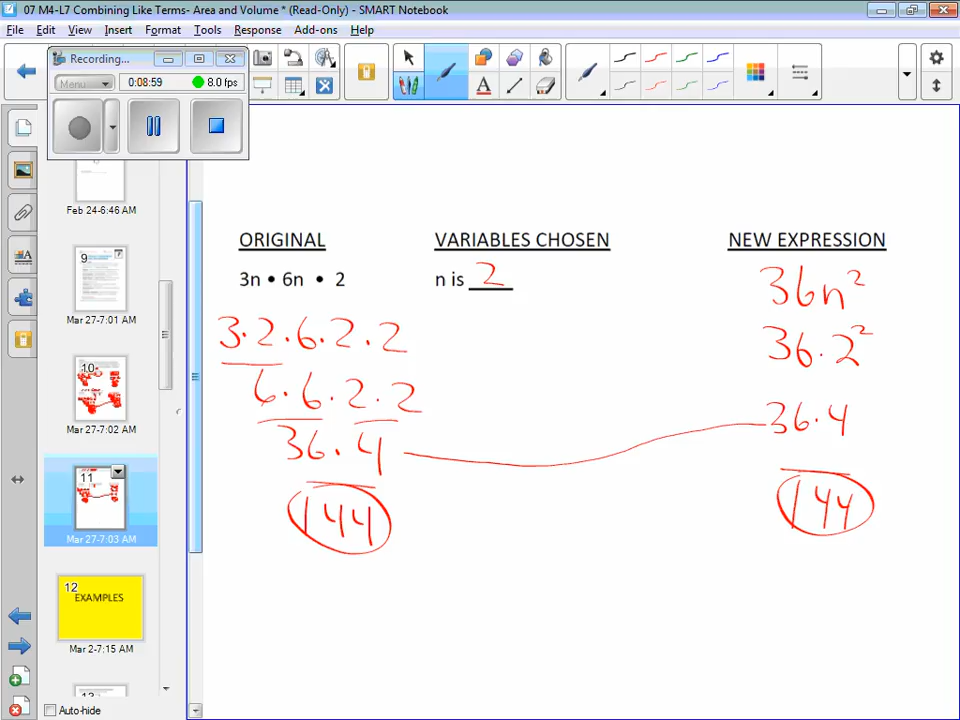 07 M4-L7 Combining Like Terms- Area and Volume * (Read-Only) - SMART Notebook
File Edit View Insert Format Tools Response Add-ons Help
Recording...
Menu 0:08:59 8.0 fps
Feb 24-6:46 AM
9
Mar 27-7:01 AM
10
Mar 27-7:02 AM
11
Mar 27-7:03 AM
12
EXAMPLES
Mar 2-7:15 AM
13
Auto-hide
ORIGINAL VARIABLES CHOSEN NEW EXPRESSION
3n • 6n • 2 n is 2 36n²
3·2·6·2·2 36·2²
6·6·2·2
36·4 36·4
144 144